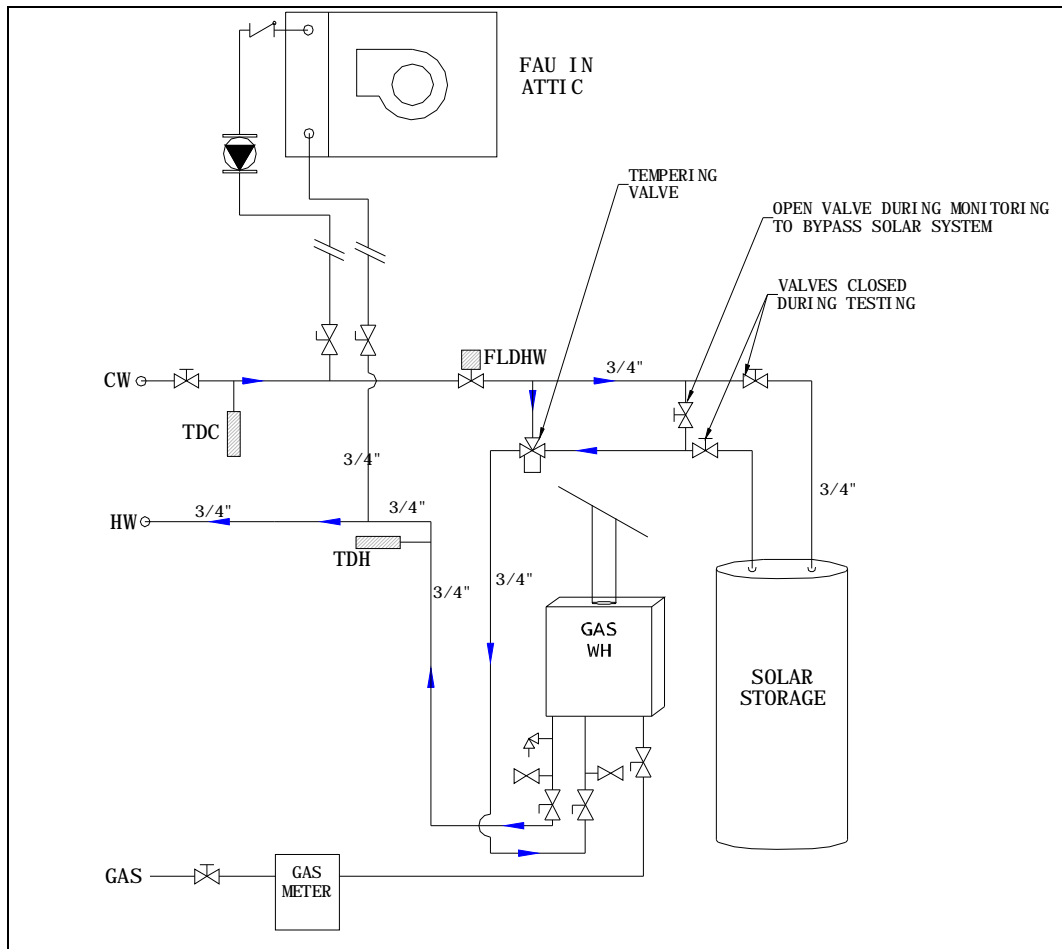 FAU IN
ATTIC
TEMPERING
VALVE
OPEN VALVE DURING MONITORING
TO BYPASS SOLAR SYSTEM
VALVES CLOSED
DURING TESTING
FLDHW
3/4"
CW
TDC
3/4"
3/4"
HW
3/4"
3/4"
TDH
3/4"
3/4"
GAS
WH
SOLAR
STORAGE
GAS
GAS
METER